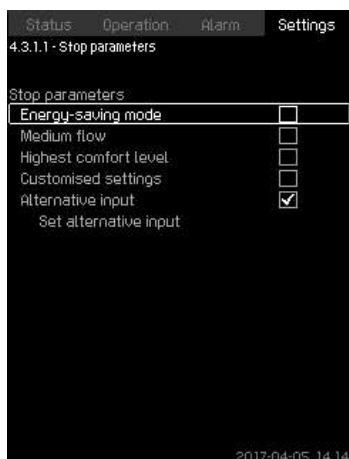 Status Operation Alarm Settings
4.3.1.1 - Stop parameters
Stop parameters
Energy-saving mode
Medium flow
Highest comfort level
Customised settings
Alternative input
Set alternative input
2017-04-05 14:14